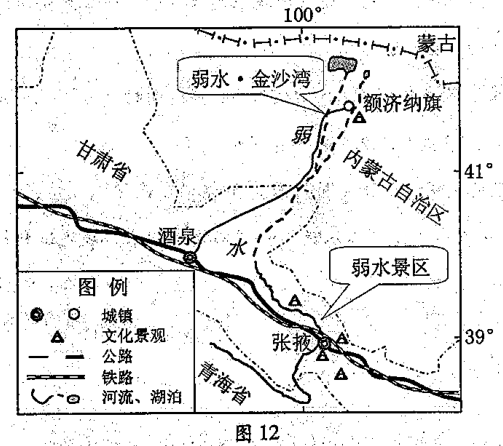 100°
蒙古
弱水·金沙湾
额济纳旗
弱
甘肃省
内蒙古自治区
41°
酒泉
水
弱水景区
图 例
城镇
文化景观
公路
铁路
河流、湖泊
张掖
39°
青海省
图 12